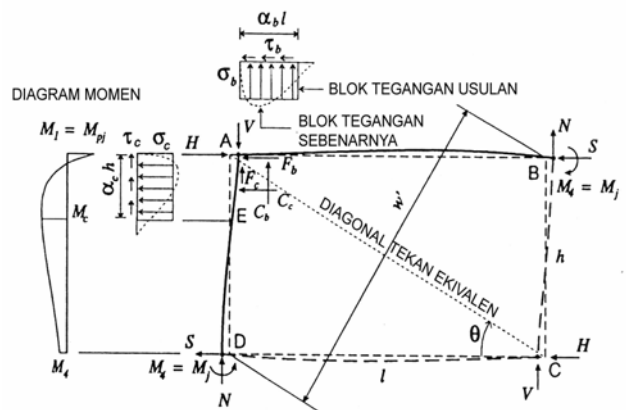 α_b l
τ_b
σ_b
BLOK TEGANGAN USULAN
BLOK TEGANGAN
SEBENARNYA
DIAGRAM MOMEN
M_1 = M_pj
τ_c
σ_c
H
A
V
F_b
F_c
C_c
C_b
α_c h
M_c
E
N
S
B
M_4 = M_j
w'
DIAGONAL TEKAN EKIVALEN
h
θ
D
S
M_4
M_4 = M_j
N
l
H
C
V